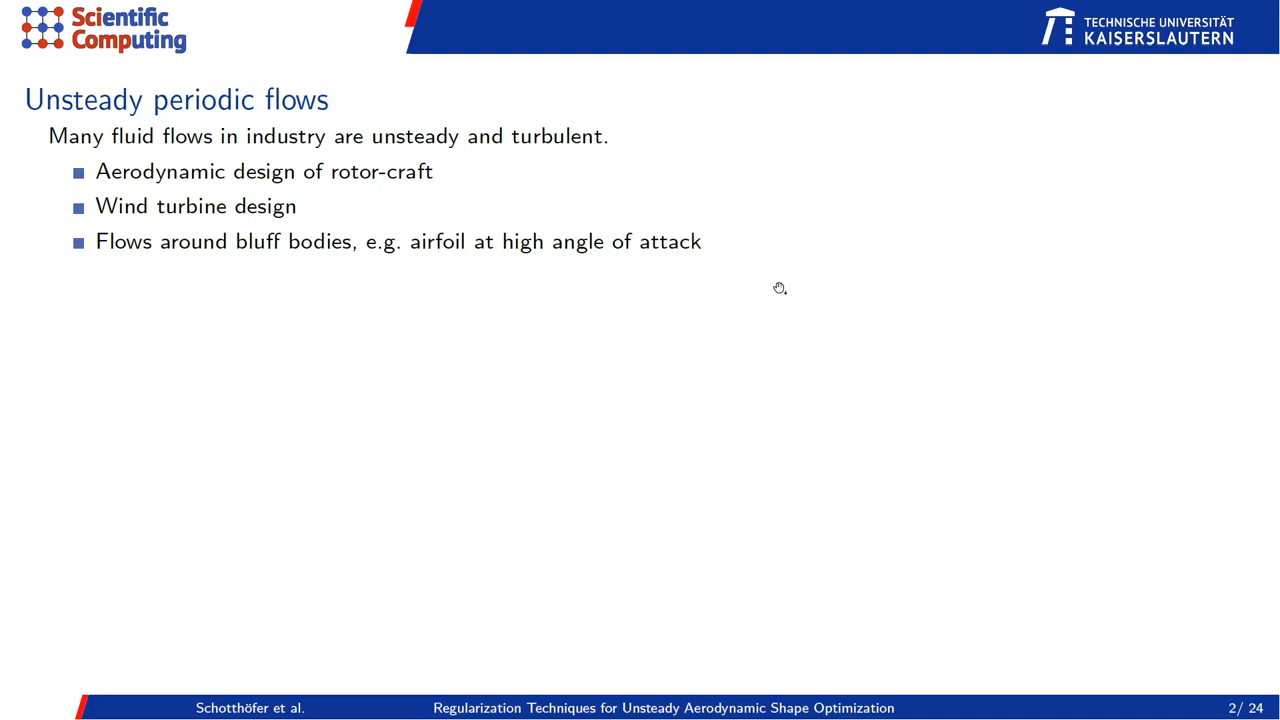 Scientific
Computing
TECHNISCHE UNIVERSITÄT
KAISERSLAUTERN
Unsteady periodic flows
Many fluid flows in industry are unsteady and turbulent.
Aerodynamic design of rotor-craft
Wind turbine design
Flows around bluff bodies, e.g. airfoil at high angle of attack
Schotthöfer et al.
Regularization Techniques for Unsteady Aerodynamic Shape Optimization
2/ 24